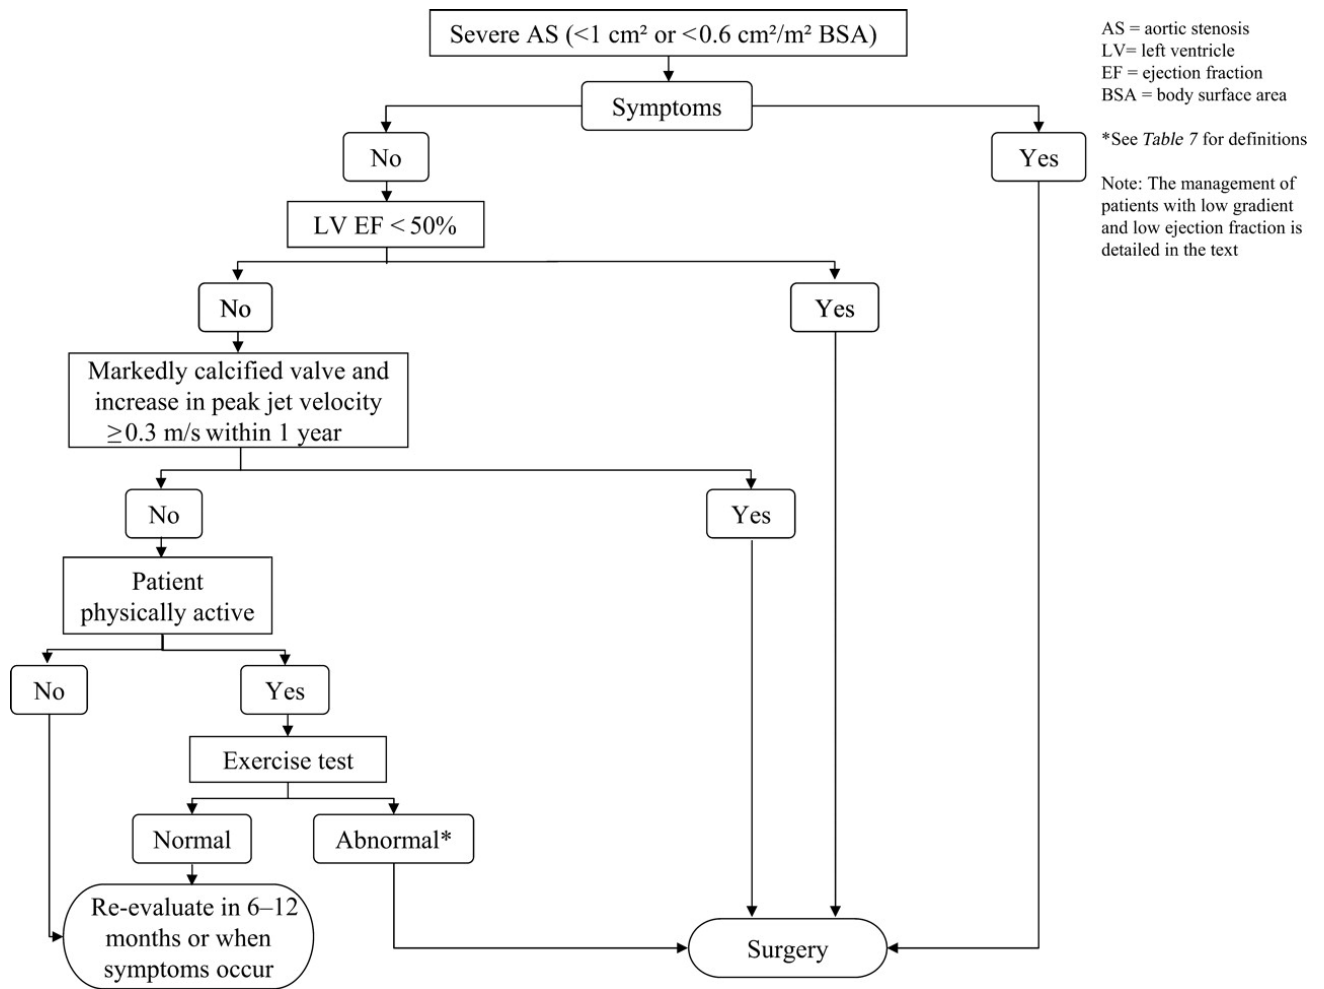 Severe AS (<1 cm² or <0.6 cm²/m² BSA)
AS = aortic stenosis
LV= left ventricle
EF = ejection fraction
BSA = body surface area
*See Table 7 for definitions
Note: The management of
patients with low gradient
and low ejection fraction is
detailed in the text
Symptoms
No
Yes
LV EF < 50%
No
Yes
Markedly calcified valve and
increase in peak jet velocity
≥0.3 m/s within 1 year
No
Yes
Patient
physically active
No
Yes
Exercise test
Normal
Abnormal*
Re-evaluate in 6–12
months or when
symptoms occur
Surgery